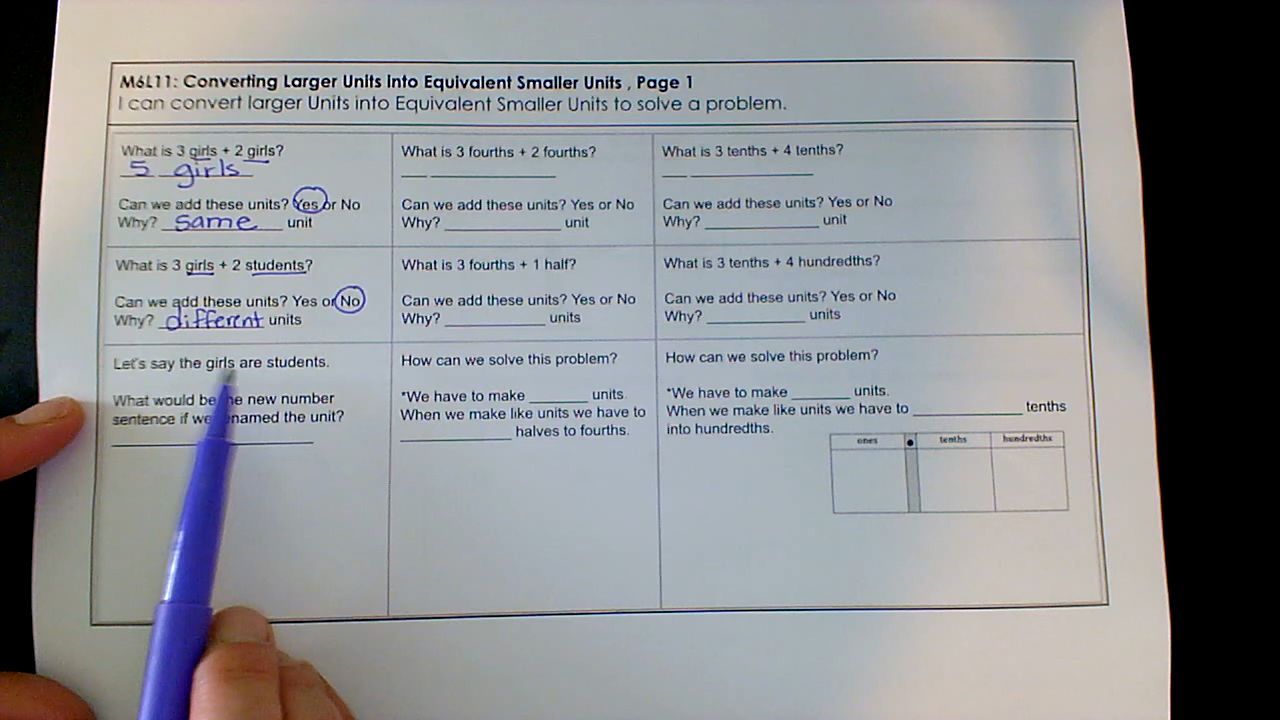 M6L11: Converting Larger Units into Equivalent Smaller Units , Page 1
I can convert larger Units into Equivalent Smaller Units to solve a problem.
What is 3 girls + 2 girls?
5 girls
Can we add these units? Yes or No
Why? same unit
What is 3 fourths + 2 fourths?
Can we add these units? Yes or No
Why? ____________ unit
What is 3 tenths + 4 tenths?
Can we add these units? Yes or No
Why? ____________ unit
What is 3 girls + 2 students?
Can we add these units? Yes or No
Why? different units
What is 3 fourths + 1 half?
Can we add these units? Yes or No
Why? ____________ units
What is 3 tenths + 4 hundredths?
Can we add these units? Yes or No
Why? ____________ units
Let's say the girls are students.
What would be the new number
sentence if we renamed the unit?
How can we solve this problem?
*We have to make _______ units.
When we make like units we have to
____________ halves to fourths.
How can we solve this problem?
*We have to make _______ units.
When we make like units we have to ____________ tenths
into hundredths.
ones . tenths hundredths